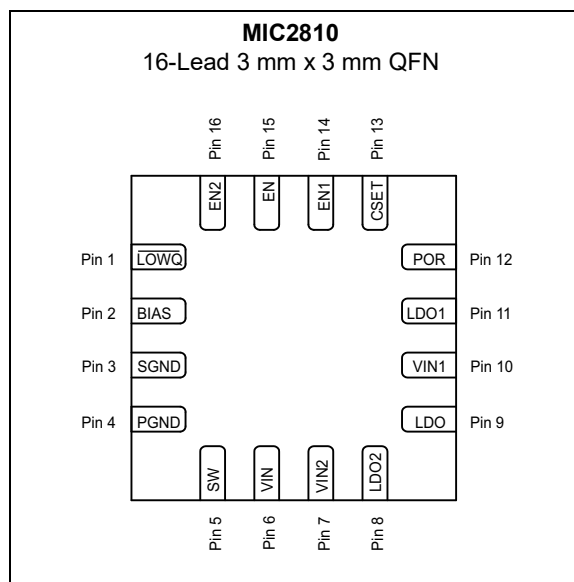 MIC2810
16-Lead 3 mm x 3 mm QFN
Pin 16
Pin 15
Pin 14
Pin 13
EN2
EN
EN1
CSET
Pin 1
LOWQ
POR
Pin 12
Pin 2
BIAS
LDO1
Pin 11
Pin 3
SGND
VIN1
Pin 10
Pin 4
PGND
LDO
Pin 9
SW
VIN
VIN2
LDO2
Pin 5
Pin 6
Pin 7
Pin 8